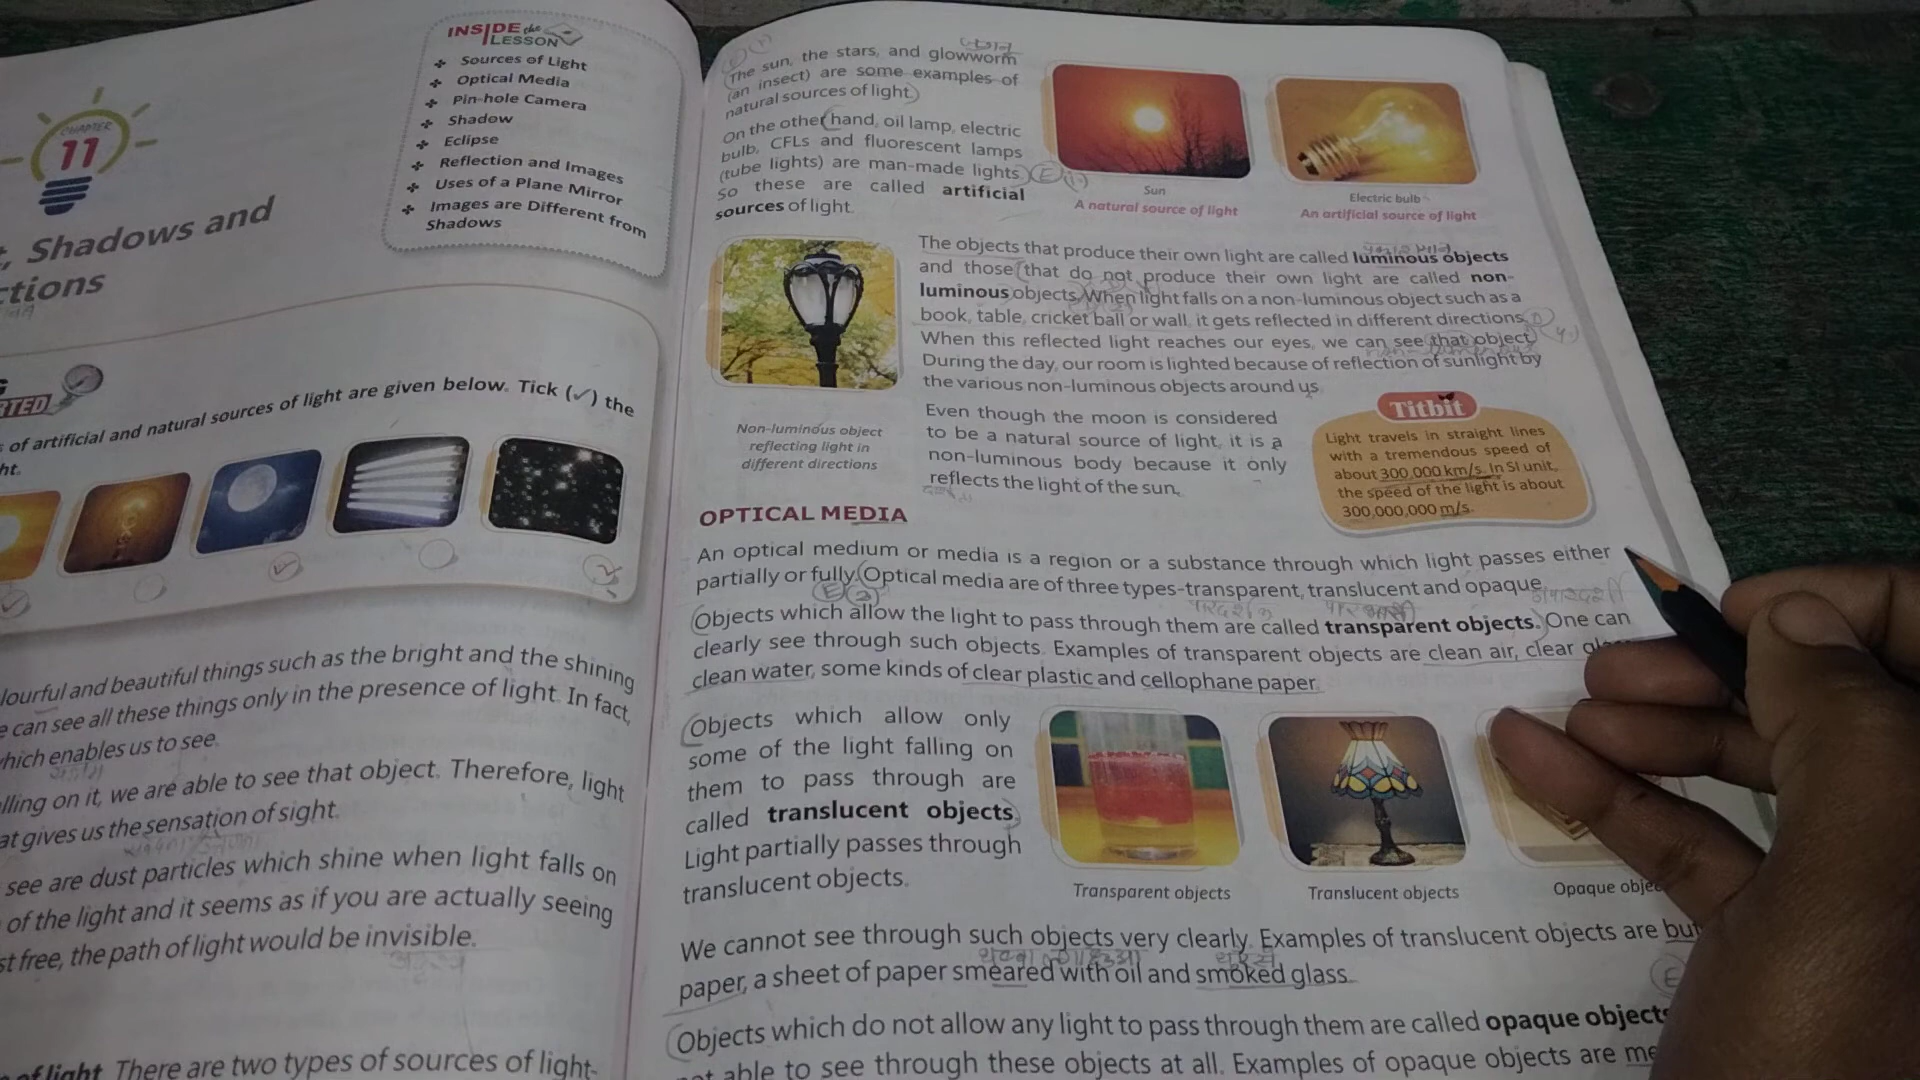 INSIDE the
LESSON
Sources of Light
Optical Media
Pin-hole Camera
Shadow
Eclipse
Reflection and Images
Uses of a Plane Mirror
Images are Different from
Shadows
CHAPTER
11
, Shadows and
of artificial and natural sources of light are given below. Tick (✓) the
and beautiful things such as the bright and the shining
can see all these things only in the presence of light. In fact,
which enables us to see.
on it, we are able to see that object. Therefore, light
gives us the sensation of sight.
see are dust particles which shine when light falls on
of the light and it seems as if you are actually seeing
free, the path of light would be invisible.
of light. There are two types of sources of light-
The sun, the stars, and glowworm
(an insect) are some examples of
natural sources of light.
On the other hand, oil lamp, electric
bulb, CFLs and fluorescent lamps
(tube lights) are man-made lights.
So these are called artificial
sources of light.
Sun
A natural source of light
Electric bulb
An artificial source of light
The objects that produce their own light are called luminous objects
and those that do not produce their own light are called non-
luminous objects. When light falls on a non-luminous object such as a
book, table, cricket ball or wall, it gets reflected in different directions.
When this reflected light reaches our eyes, we can see that object.
During the day, our room is lighted because of reflection of sunlight by
the various non-luminous objects around us.
Non-luminous object
reflecting light in
different directions
Even though the moon is considered
to be a natural source of light, it is a
non-luminous body because it only
reflects the light of the sun.
Titbit
Light travels in straight lines
with a tremendous speed of
about 300,000 km/s. In SI unit,
the speed of the light is about
300,000,000 m/s.
OPTICAL MEDIA
An optical medium or media is a region or a substance through which light passes either
partially or fully. Optical media are of three types-transparent, translucent and opaque.
Objects which allow the light to pass through them are called transparent objects. One can
clearly see through such objects. Examples of transparent objects are clean air, clear
clean water, some kinds of clear plastic and cellophane paper.
Objects which allow only
some of the light falling on
them to pass through are
called translucent objects.
Light partially passes through
translucent objects.
Transparent objects
Translucent objects
Opaque
We cannot see through such objects very clearly. Examples of translucent objects are
paper, a sheet of paper smeared with oil and smoked glass.
Objects which do not allow any light to pass through them are called opaque objects
able to see through these objects at all. Examples of opaque objects are